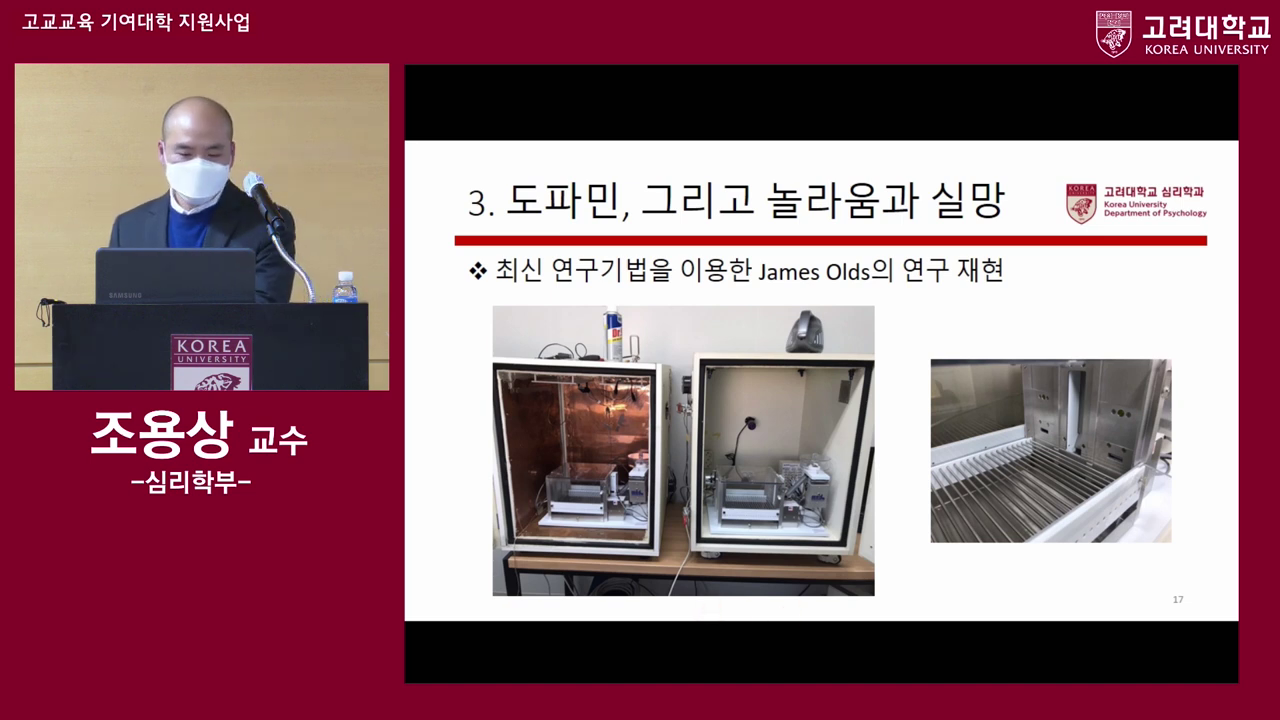 고교교육 기여대학 지원사업
고려대학교
KOREA UNIVERSITY
SAMSUNG
KOREA
UNIVERSITY
조용상 교수
-심리학부-
3. 도파민, 그리고 놀라움과 실망
KOREA
고려대학교 심리학과
Korea University
Department of Psychology
❖ 최신 연구기법을 이용한 James Olds의 연구 재현
17